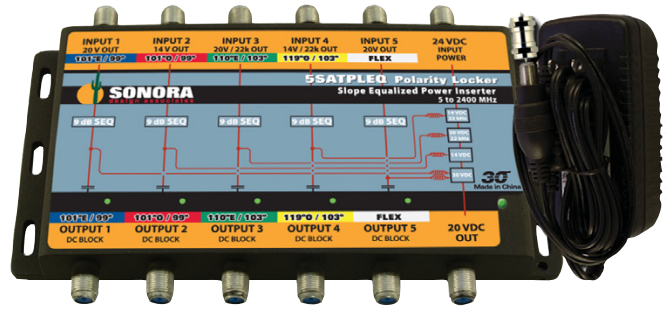 INPUT 1 INPUT 2 INPUT 3 INPUT 4 INPUT 5 24 VDC
20 V OUT 14 V OUT 20V / 22k OUT 14V / 22k OUT 20V OUT INPUT
101°E / 99° 101°O / 99° 110°E / 103° 119°O / 103° FLEX POWER
5SATPLEQ Polarity Locker
SONORA
design associates
Slope Equalized Power Inserter
5 to 2400 MHz
9 dB SEQ 9 dB SEQ 9 dB SEQ 9 dB SEQ 9 dB SEQ
14 VDC
22 kHz
20 VDC
22 kHz
14 VDC
20 VDC
30
Made in China
101°E / 99° 101°O / 99° 110°E / 103° 119°O / 103° FLEX
OUTPUT 1 OUTPUT 2 OUTPUT 3 OUTPUT 4 OUTPUT 5 20 VDC
DC BLOCK DC BLOCK DC BLOCK DC BLOCK DC BLOCK OUT